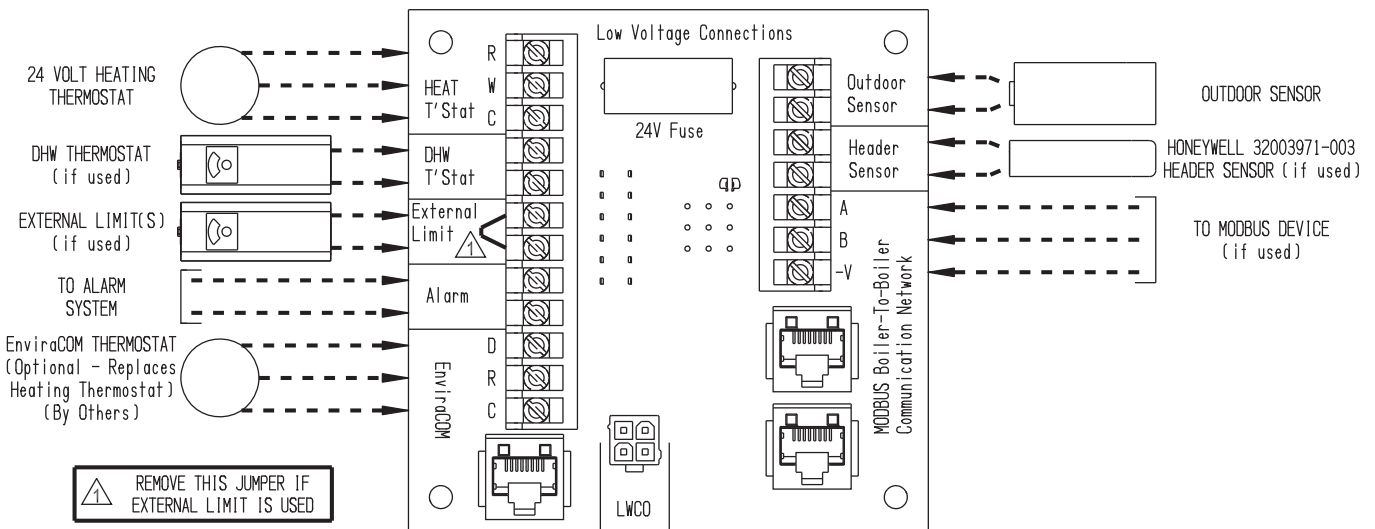 24 VOLT HEATING
THERMOSTAT
DHW THERMOSTAT
(if used)
EXTERNAL LIMIT(S)
(if used)
TO ALARM
SYSTEM
EnviraCOM THERMOSTAT
(Optional - Replaces
Heating Thermostat)
(By Others)
1 REMOVE THIS JUMPER IF
EXTERNAL LIMIT IS USED
Low Voltage Connections
R
HEAT W
T'Stat C
DHW
T'Stat
External
Limit
1
Alarm
D
R
C
EnviraCOM
24V Fuse
LWCO
Outdoor
Sensor
Header
Sensor
A
B
-V
MODBUS Boiler-To-Boiler
Communication Network
OUTDOOR SENSOR
HONEYWELL 32003971-003
HEADER SENSOR (if used)
TO MODBUS DEVICE
(if used)